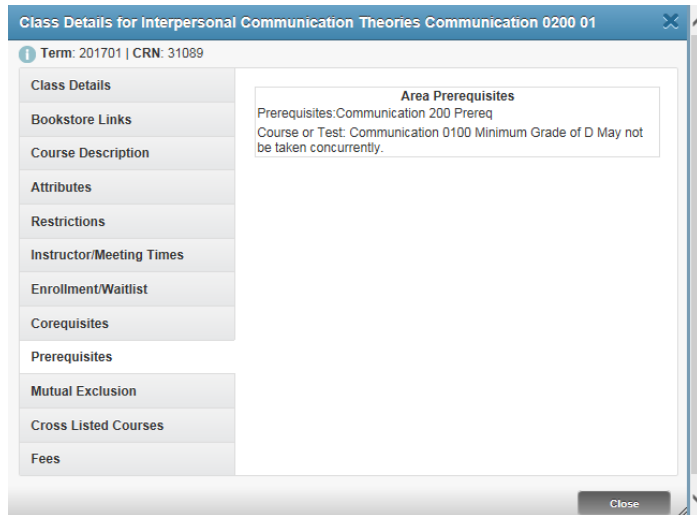 Class Details for Interpersonal Communication Theories Communication 0200 01
Term: 201701 | CRN: 31089
Class Details
Bookstore Links
Course Description
Attributes
Restrictions
Instructor/Meeting Times
Enrollment/Waitlist
Corequisites
Prerequisites
Mutual Exclusion
Cross Listed Courses
Fees
Area Prerequisites
Prerequisites:Communication 200 Prereq
Course or Test: Communication 0100 Minimum Grade of D May not
be taken concurrently.
Close